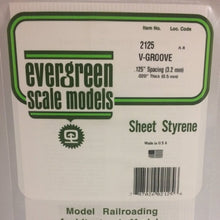 Item No. Loc. Code
2125
V-GROOVE
.125" Spacing (3.2 mm)
.020" Thick (0.5 mm)
evergreen
scale models
Sheet Styrene
Made in U.S.A.
Model Railroading